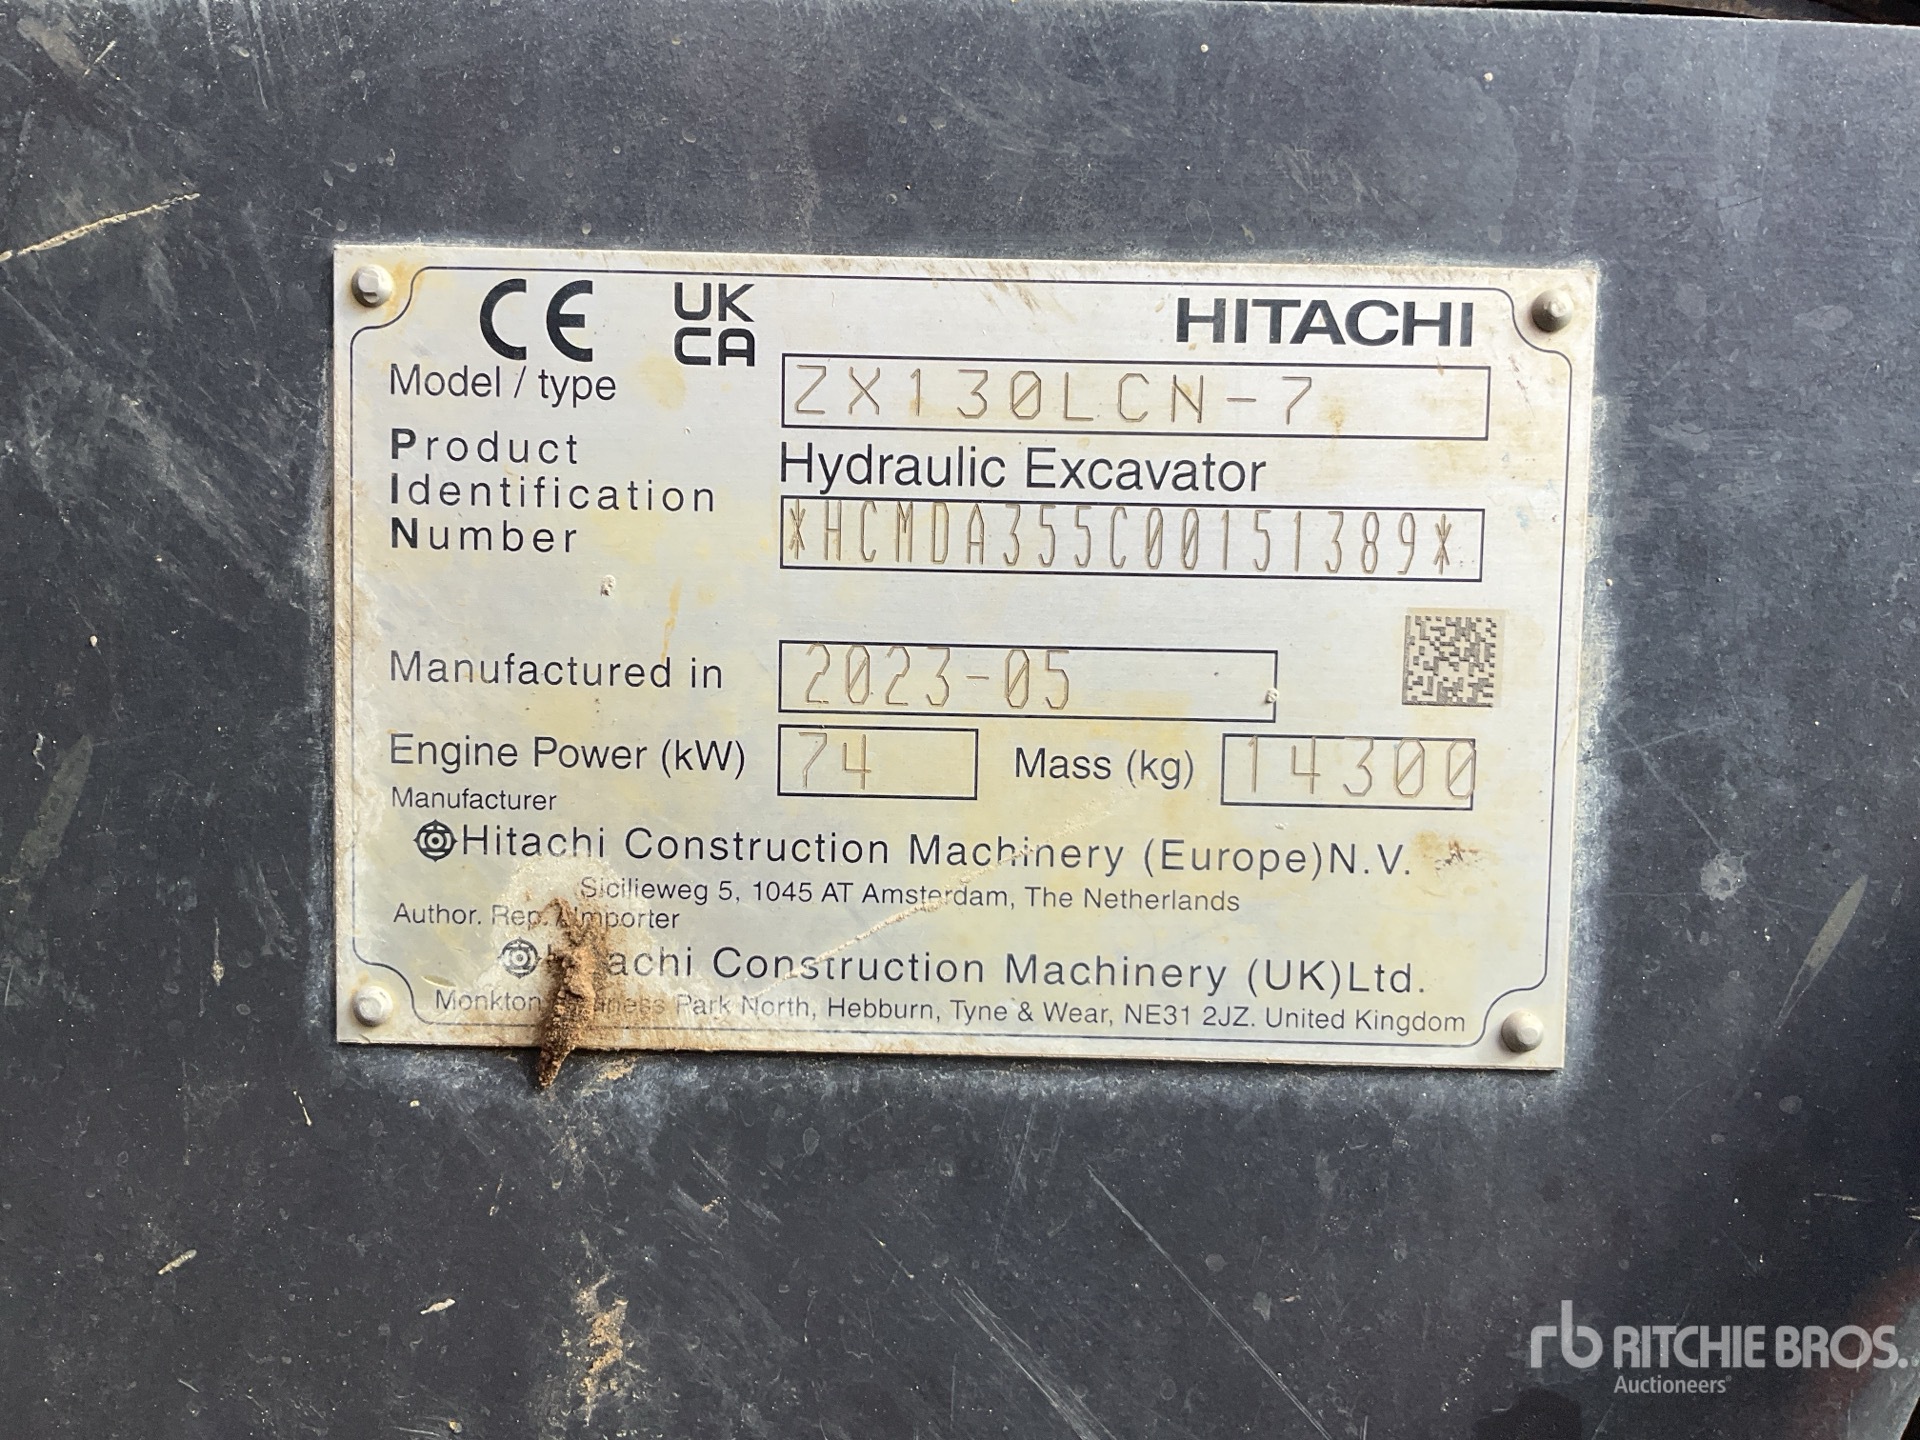 CE UK CA HITACHI
Model / type ZX130LCN-7
Product Hydraulic Excavator
Identification
Number *HCMDA355C00151389*
Manufactured in 2023-05
Engine Power (kW) 74 Mass (kg) 14300
Manufacturer
Hitachi Construction Machinery (Europe)N.V.
Sicilieweg 5, 1045 AT Amsterdam, The Netherlands
Author. Rep. / Importer
Construction Machinery (UK)Ltd.
Monkton Park North, Hebburn, Tyne & Wear, NE31 2JZ. United Kingdom
rb RITCHIE BROS.
Auctioneers